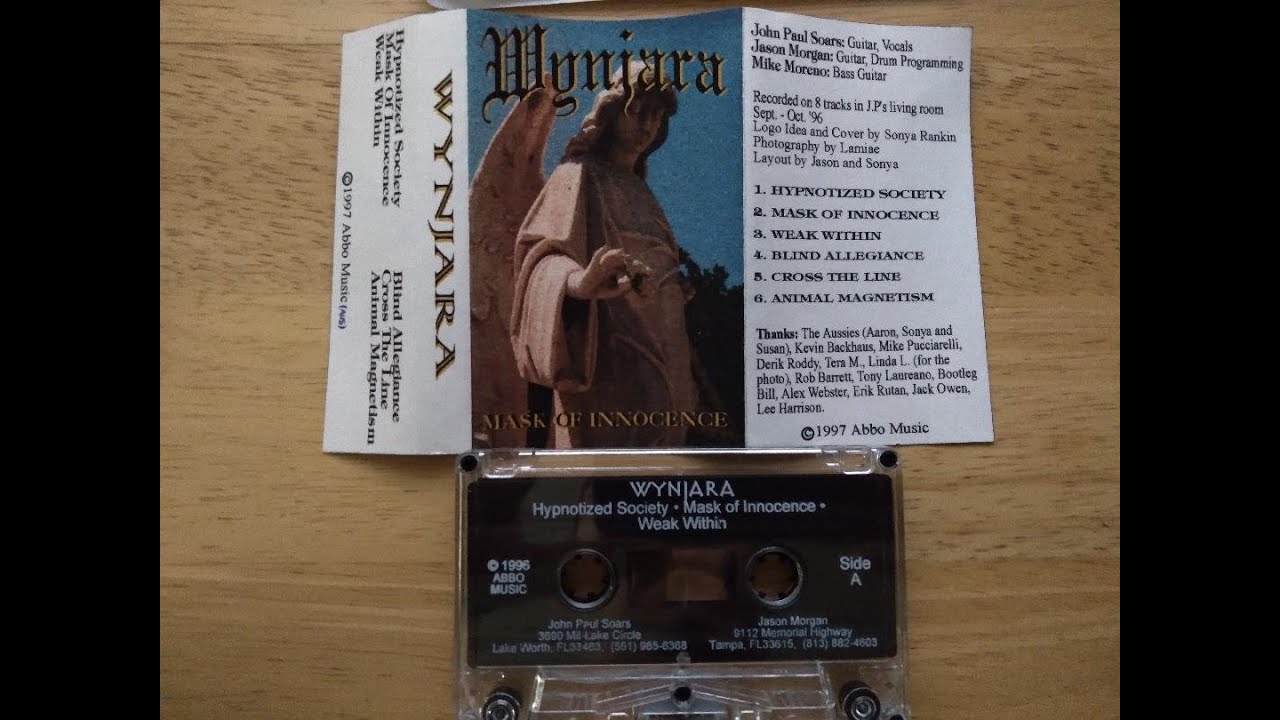 Hypnotized Society
Mask Of Innocence
Weak Within
©1997 Abbo Music (AUS)
Blind Allegiance
Cross The Line
Animal Magnetism
WYNJARA
Wynjara
MASK OF INNOCENCE
John Paul Soars: Guitar, Vocals
Jason Morgan: Guitar, Drum Programming
Mike Moreno: Bass Guitar
Recorded on 8 tracks in J.P's living room
Sept. - Oct. '96
Logo Idea and Cover by Sonya Rankin
Photography by Lamiae
Layout by Jason and Sonya
1. HYPNOTIZED SOCIETY
2. MASK OF INNOCENCE
3. WEAK WITHIN
4. BLIND ALLEGIANCE
5. CROSS THE LINE
6. ANIMAL MAGNETISM
Thanks: The Aussies (Aaron, Sonya and
Susan), Kevin Backhaus, Mike Pucciarelli,
Derik Roddy, Tera M., Linda L. (for the
photo), Rob Barrett, Tony Laureano, Bootleg
Bill, Alex Webster, Erik Rutan, Jack Owen,
Lee Harrison.
©1997 Abbo Music
WYNJARA
Hypnotized Society • Mask of Innocence •
Weak Within
© 1996
ABBO
MUSIC
Side
A
John Paul Soars
Lake Worth, (561)
Jason Morgan
9112 Memorial Highway
Tampa, FL33615, (813) 882-4603